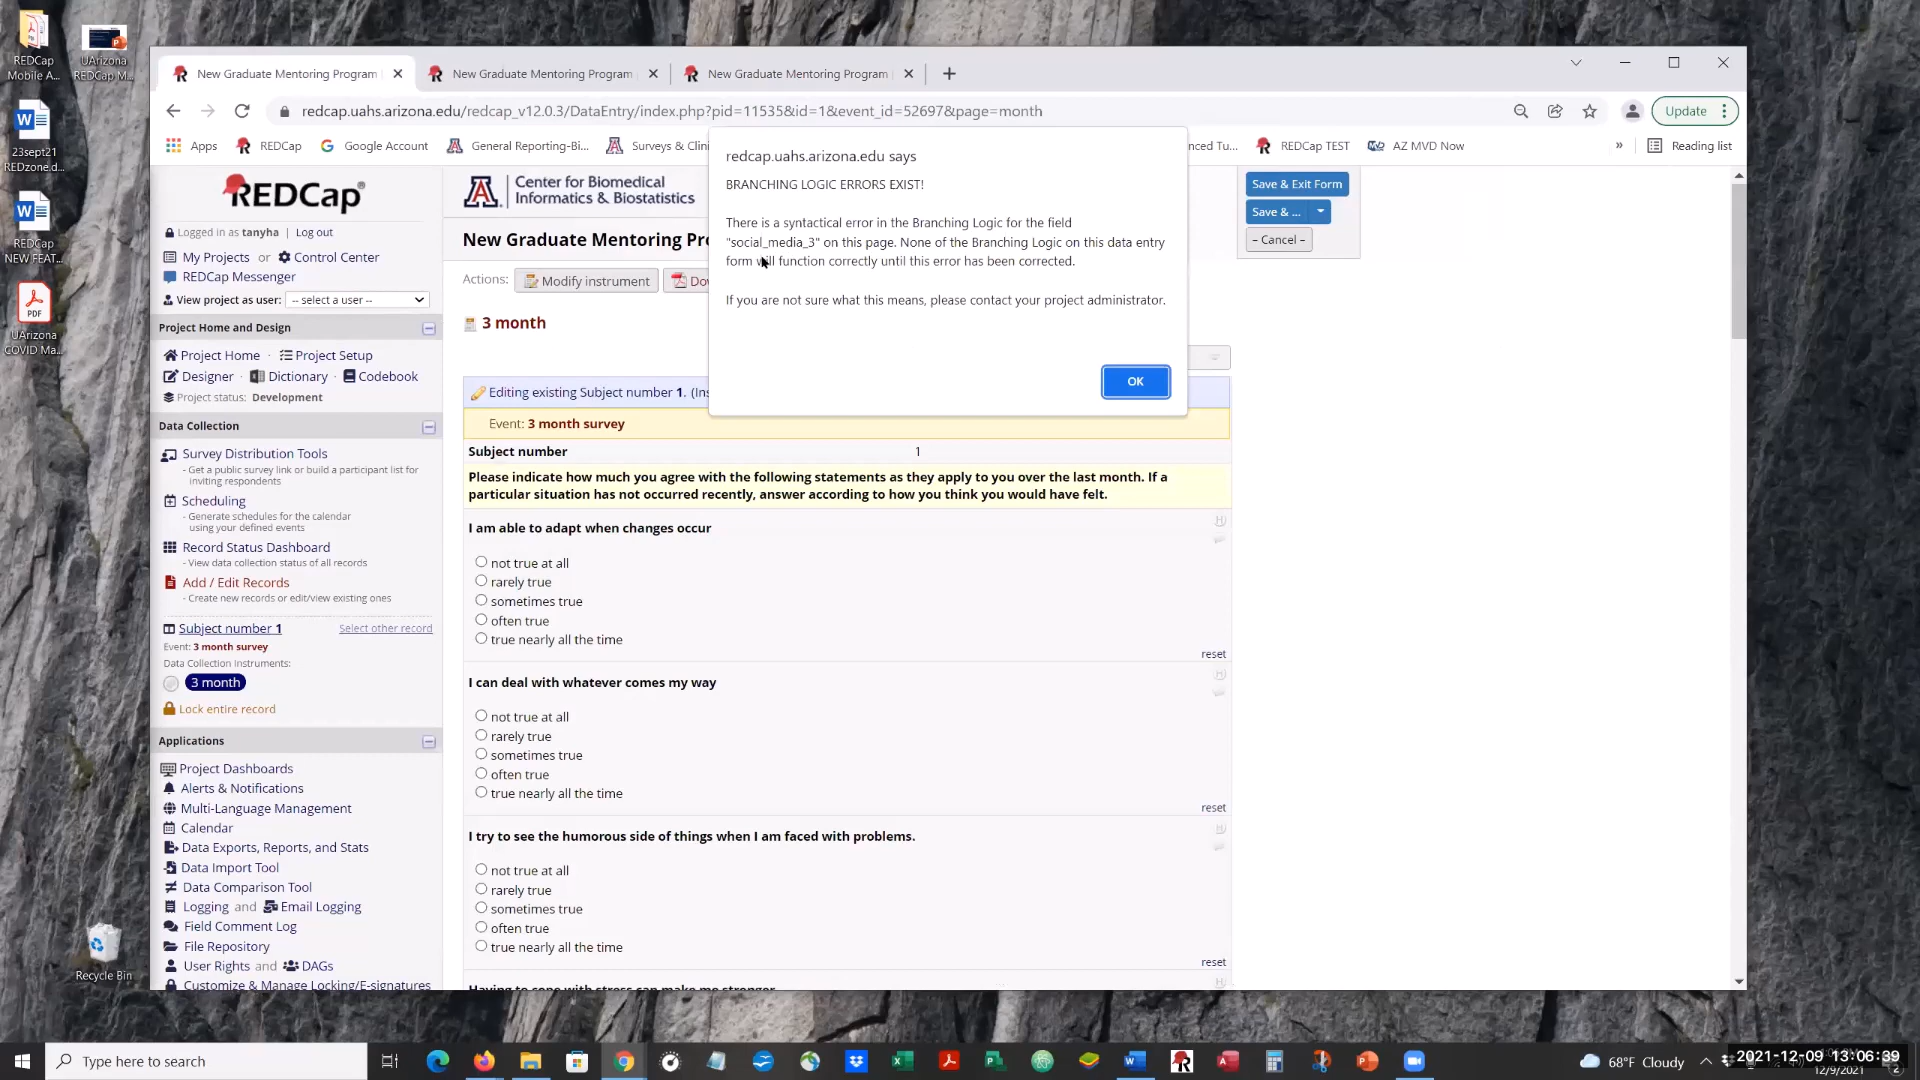 REDCap Mobile A...
UArizona REDCap M...
23sept21 REDzone.d...
REDCap NEW FEAT...
UArizona COVID Ma...
Recycle Bin
New Graduate Mentoring Program
New Graduate Mentoring Program
New Graduate Mentoring Program
redcap.uahs.arizona.edu/redcap_v12.0.3/DataEntry/index.php?pid=11535&id=1&event_id=52697&page=month
Update
Apps
REDCap
Google Account
General Reporting-Bi...
Surveys & Clini
nced Tu...
REDCap TEST
AZ MVD Now
»
Reading list
redcap.uahs.arizona.edu says
BRANCHING LOGIC ERRORS EXIST!
There is a syntactical error in the Branching Logic for the field
"social_media_3" on this page. None of the Branching Logic on this data entry
form will function correctly until this error has been corrected.
If you are not sure what this means, please contact your project administrator.
OK
REDCap
Logged in as tanyha | Log out
My Projects or Control Center
REDCap Messenger
View project as user: -- select a user --
Project Home and Design
Project Home · Project Setup
Designer · Dictionary · Codebook
Project status: Development
Data Collection
Survey Distribution Tools
- Get a public survey link or build a participant list for
inviting respondents
Scheduling
- Generate schedules for the calendar
using your defined events
Record Status Dashboard
- View data collection status of all records
Add / Edit Records
- Create new records or edit/view existing ones
Subject number 1 Select other record
Event: 3 month survey
Data Collection Instruments:
3 month
Lock entire record
Applications
Project Dashboards
Alerts & Notifications
Multi-Language Management
Calendar
Data Exports, Reports, and Stats
Data Import Tool
Data Comparison Tool
Logging and Email Logging
Field Comment Log
File Repository
User Rights and DAGs
Customize & Manage Locking/E-signatures
Center for Biomedical
Informatics & Biostatistics
New Graduate Mentoring Pr
Actions: Modify instrument Dow
3 month
Save & Exit Form
Save & ...
-- Cancel --
Editing existing Subject number 1. (Ins
Event: 3 month survey
Subject number 1
Please indicate how much you agree with the following statements as they apply to you over the last month. If a
particular situation has not occurred recently, answer according to how you think you would have felt.
I am able to adapt when changes occur
not true at all
rarely true
sometimes true
often true
true nearly all the time
reset
I can deal with whatever comes my way
not true at all
rarely true
sometimes true
often true
true nearly all the time
reset
I try to see the humorous side of things when I am faced with problems.
not true at all
rarely true
sometimes true
often true
true nearly all the time
reset
Having to cope with stress can make me stronger
Type here to search
68°F Cloudy
2021-12-09 13:06:39
12/9/2021